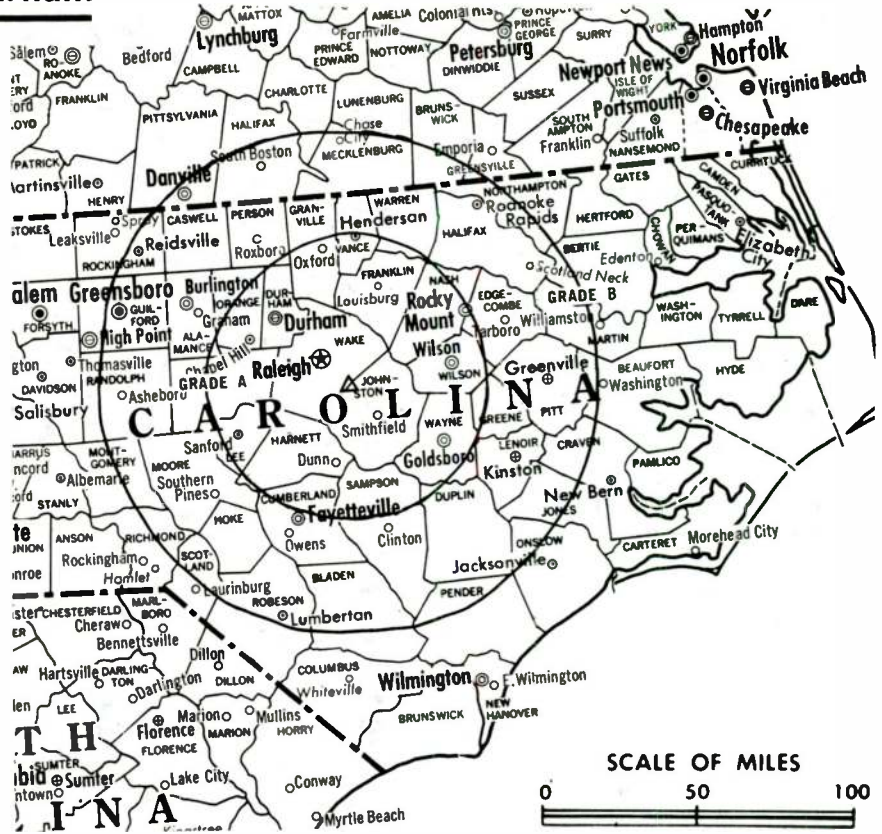 MATTOX
AMELIA
Farmville
PRINCE GEORGE
SURRY
YORK
Hampton
Lynchburg
PRINCE EDWARD
NOTTOWAY
Petersburg
DINWIDDIE
Newport News
Norfolk
RO-ANOKE
Bedford
CAMPBELL
ISLE OF WIGHT
Virginia Beach
FRANKLIN
CHARLOTTE
LUNENBURG
BRUNS-WICK
SUSSEX
Portsmouth
PITTSYLVANIA
HALIFAX
Chase City
SOUTH AMPTON
Suffolk
Chesapeake
South Boston
MECKLENBURG
Emporia
Franklin
NANSEMOND
GREENSVILLE
CURRITUCK
Danville
HENRY
GATES
CAMDEN
NORTHAMPTON
PASQUO-TANK
STOKES
Spray
CASWELL
PERSON
GRAN-VILLE
WARREN
Roanoke Rapids
HERTFORD
Leaksville
Reidsville
Hendersan
HALIFAX
CHOWAN
PER-QUIMANS
Elizabeth City
ROCKINGHAM
Roxboro
Oxford
VANCE
BERTIE
Edenton
Scotland Neck
FRANKLIN
NASH
Greensboro
Burlington
ORANGE
DUR-HAM
Louisburg
Rocky Mount
EDGE-COMBE
GRADE B
WASH-INGTON
TYRRELL
DARE
FORSYTH
GUIL-FORD
Graham
Durham
Tarboro
Williamston
High Point
ALA-MANCE
Chapel Hill
WAKE
Wilson
MARTIN
Thomasville
Raleigh
WILSON
Greenville
BEAUFORT
HYDE
DAVIDSON
RANDOLPH
GRADE A
JOHN-STON
Washington
Asheboro
Salisbury
CAROLINA
Smithfield
WAYNE
GREENE
PITT
Sanford
LEE
HARNETT
Goldsboro
LENOIR
CRAVEN
MONT-GOMERY
MOORE
Dunn
Kinston
PAMLICO
Albemarle
Southern Pines
SAMPSON
CUMBERLAND
DUPLIN
New Bern
STANLY
HOKE
Fayetteville
JONES
ANSON
RICHMOND
Owens
Clinton
ONSLOW
CARTERET
Morehead City
UNION
Rockingham
SCOT-LAND
Jacksonville
Hamlet
Laurinburg
BLADEN
PENDER
CHESTERFIELD
MARL-BORO
ROBESON
Lumbertan
Cheraw
Bennettsville
Dillon
COLUMBUS
Hartsville
DARLING-TON
DILLON
Whiteville
Wilmington
E. Wilmington
Darlington
LEE
Marion
Mullins
BRUNSWICK
NEW HANOVER
Florence
MARION
HORRY
TH
FLORENCE
SUMTER
Sumter
Lake City
Conway
INA
Myrtle Beach
SCALE OF MILES
0 50 100